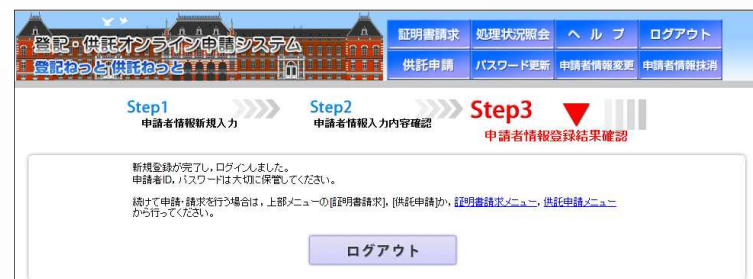 登記・供託オンライン申請システム
登記ねっと供託ねっと
証明書請求 処理状況照会 ヘルプ ログアウト
供託申請 パスワード更新 申請者情報変更 申請者情報抹消
Step1 Step2 Step3
申請者情報新規入力 申請者情報入力内容確認 申請者情報登録結果確認
新規登録が完了し，ログインしました。
申請者ID，パスワードは大切に保管してください。
続けて申請・請求を行う場合は，上部メニューの[証明書請求]，[供託申請]か，証明書請求メニュー，供託申請メニュー
から行ってください。
ログアウト